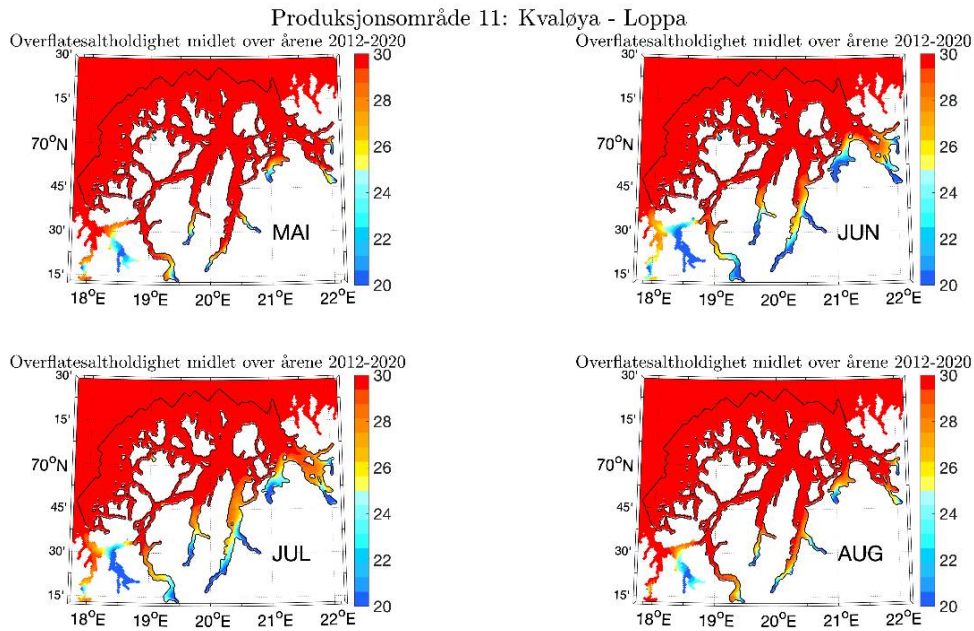 Produksjonsområde 11: Kvaløya - Loppa
Overflatesaltholdighet midlet over årene 2012-2020
30'
15'
70°N
45'
30'
15'
18°E 19°E 20°E 21°E 22°E
MAI
30
28
26
24
22
20
Overflatesaltholdighet midlet over årene 2012-2020
30'
15'
70°N
45'
30'
15'
18°E 19°E 20°E 21°E 22°E
JUN
30
28
26
24
22
20
Overflatesaltholdighet midlet over årene 2012-2020
30'
15'
70°N
45'
30'
15'
18°E 19°E 20°E 21°E 22°E
JUL
30
28
26
24
22
20
Overflatesaltholdighet midlet over årene 2012-2020
30'
15'
70°N
45'
30'
15'
18°E 19°E 20°E 21°E 22°E
AUG
30
28
26
24
22
20